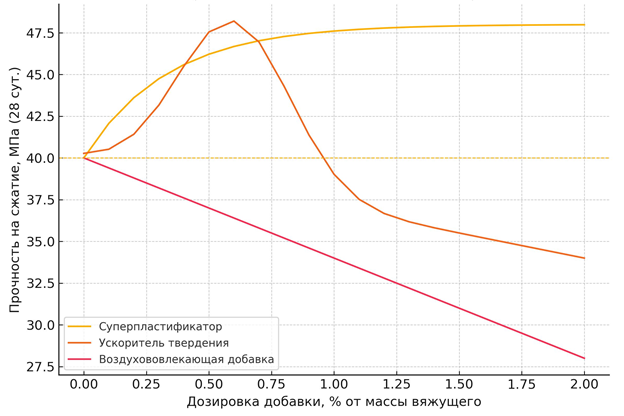 47.5
45.0
42.5
40.0
37.5
35.0
32.5
30.0
27.5
Прочность на сжатие, МПа (28 сут.)
Суперпластификатор
Ускоритель твердения
Воздухововлекающая добавка
0.00 0.25 0.50 0.75 1.00 1.25 1.50 1.75 2.00
Дозировка добавки, % от массы вяжущего